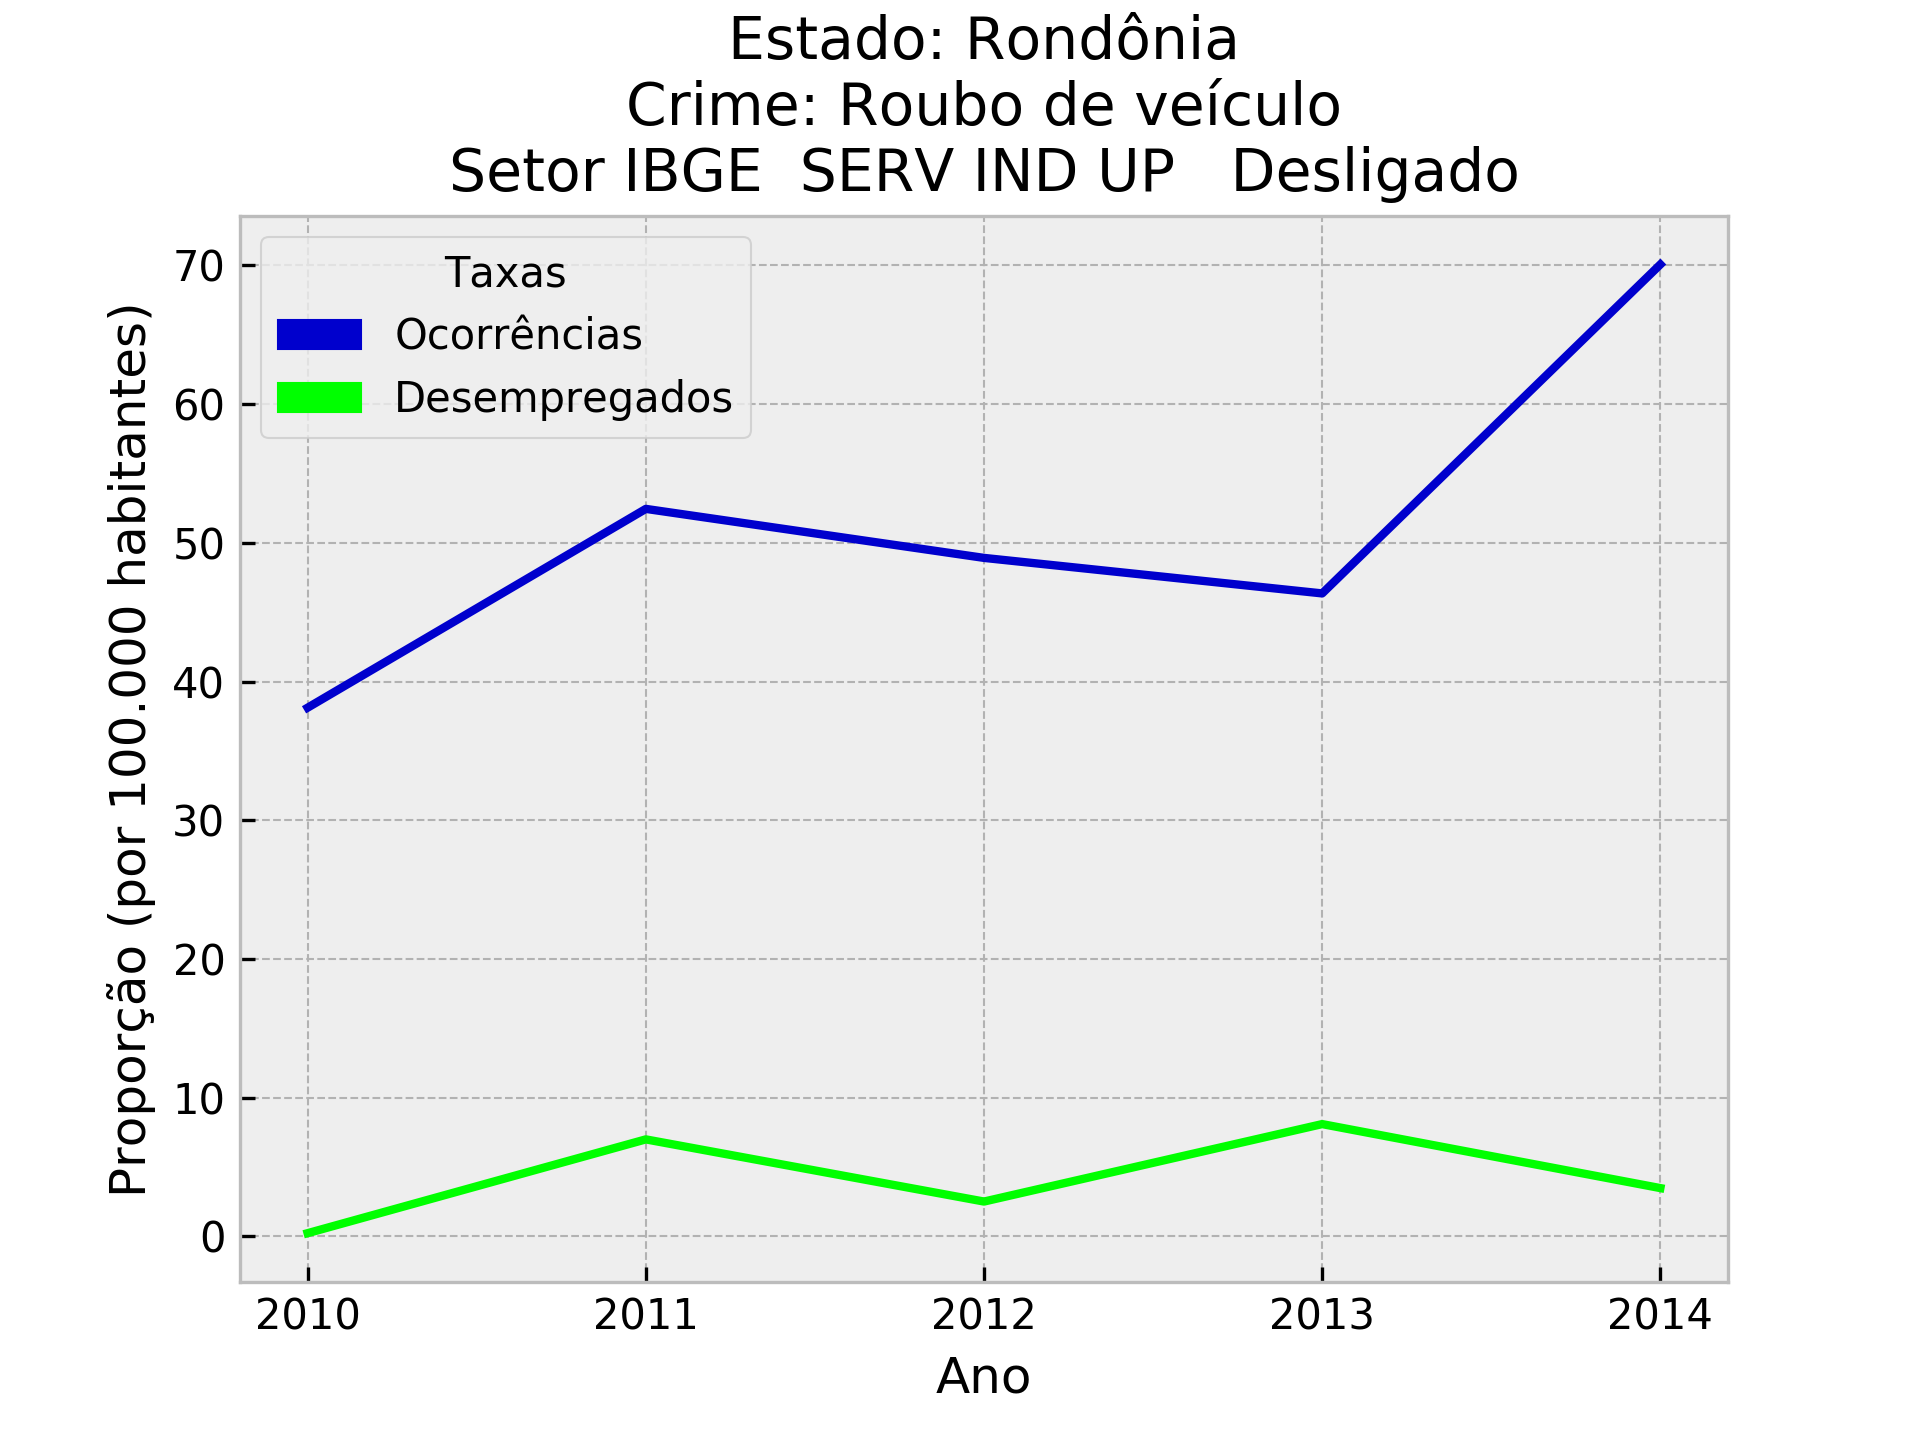 Estado: Rondônia
Crime: Roubo de veículo
Setor IBGE  SERV IND UP   Desligado
Taxas
Ocorrências
Desempregados
Proporção (por 100.000 habitantes)
70
60
50
40
30
20
10
0
2010 2011 2012 2013 2014
Ano